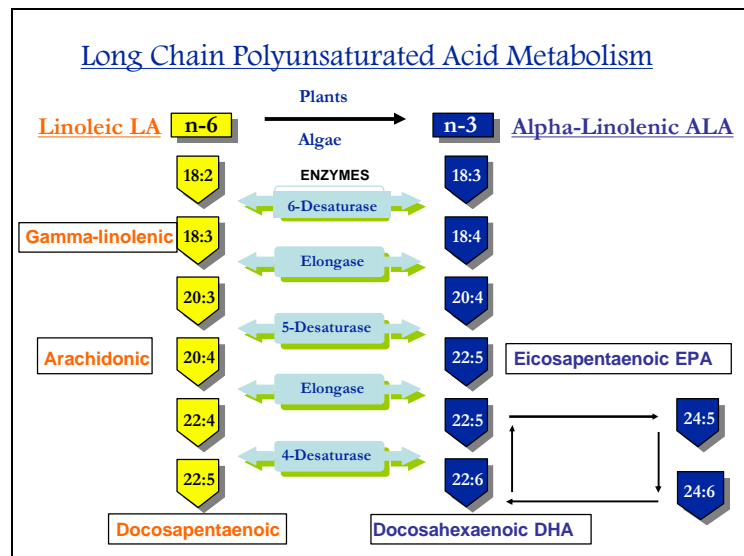 Long Chain Polyunsaturated Acid Metabolism
Plants
Linoleic LA n-6 n-3 Alpha-Linolenic ALA
Algae
18:2 ENZYMES 18:3
6-Desaturase
Gamma-linolenic 18:3 18:4
Elongase
20:3 20:4
5-Desaturase
Arachidonic 20:4 22:5 Eicosapentaenoic EPA
Elongase
22:4 22:5 24:5
4-Desaturase
22:5 22:6 24:6
Docosapentaenoic Docosahexaenoic DHA